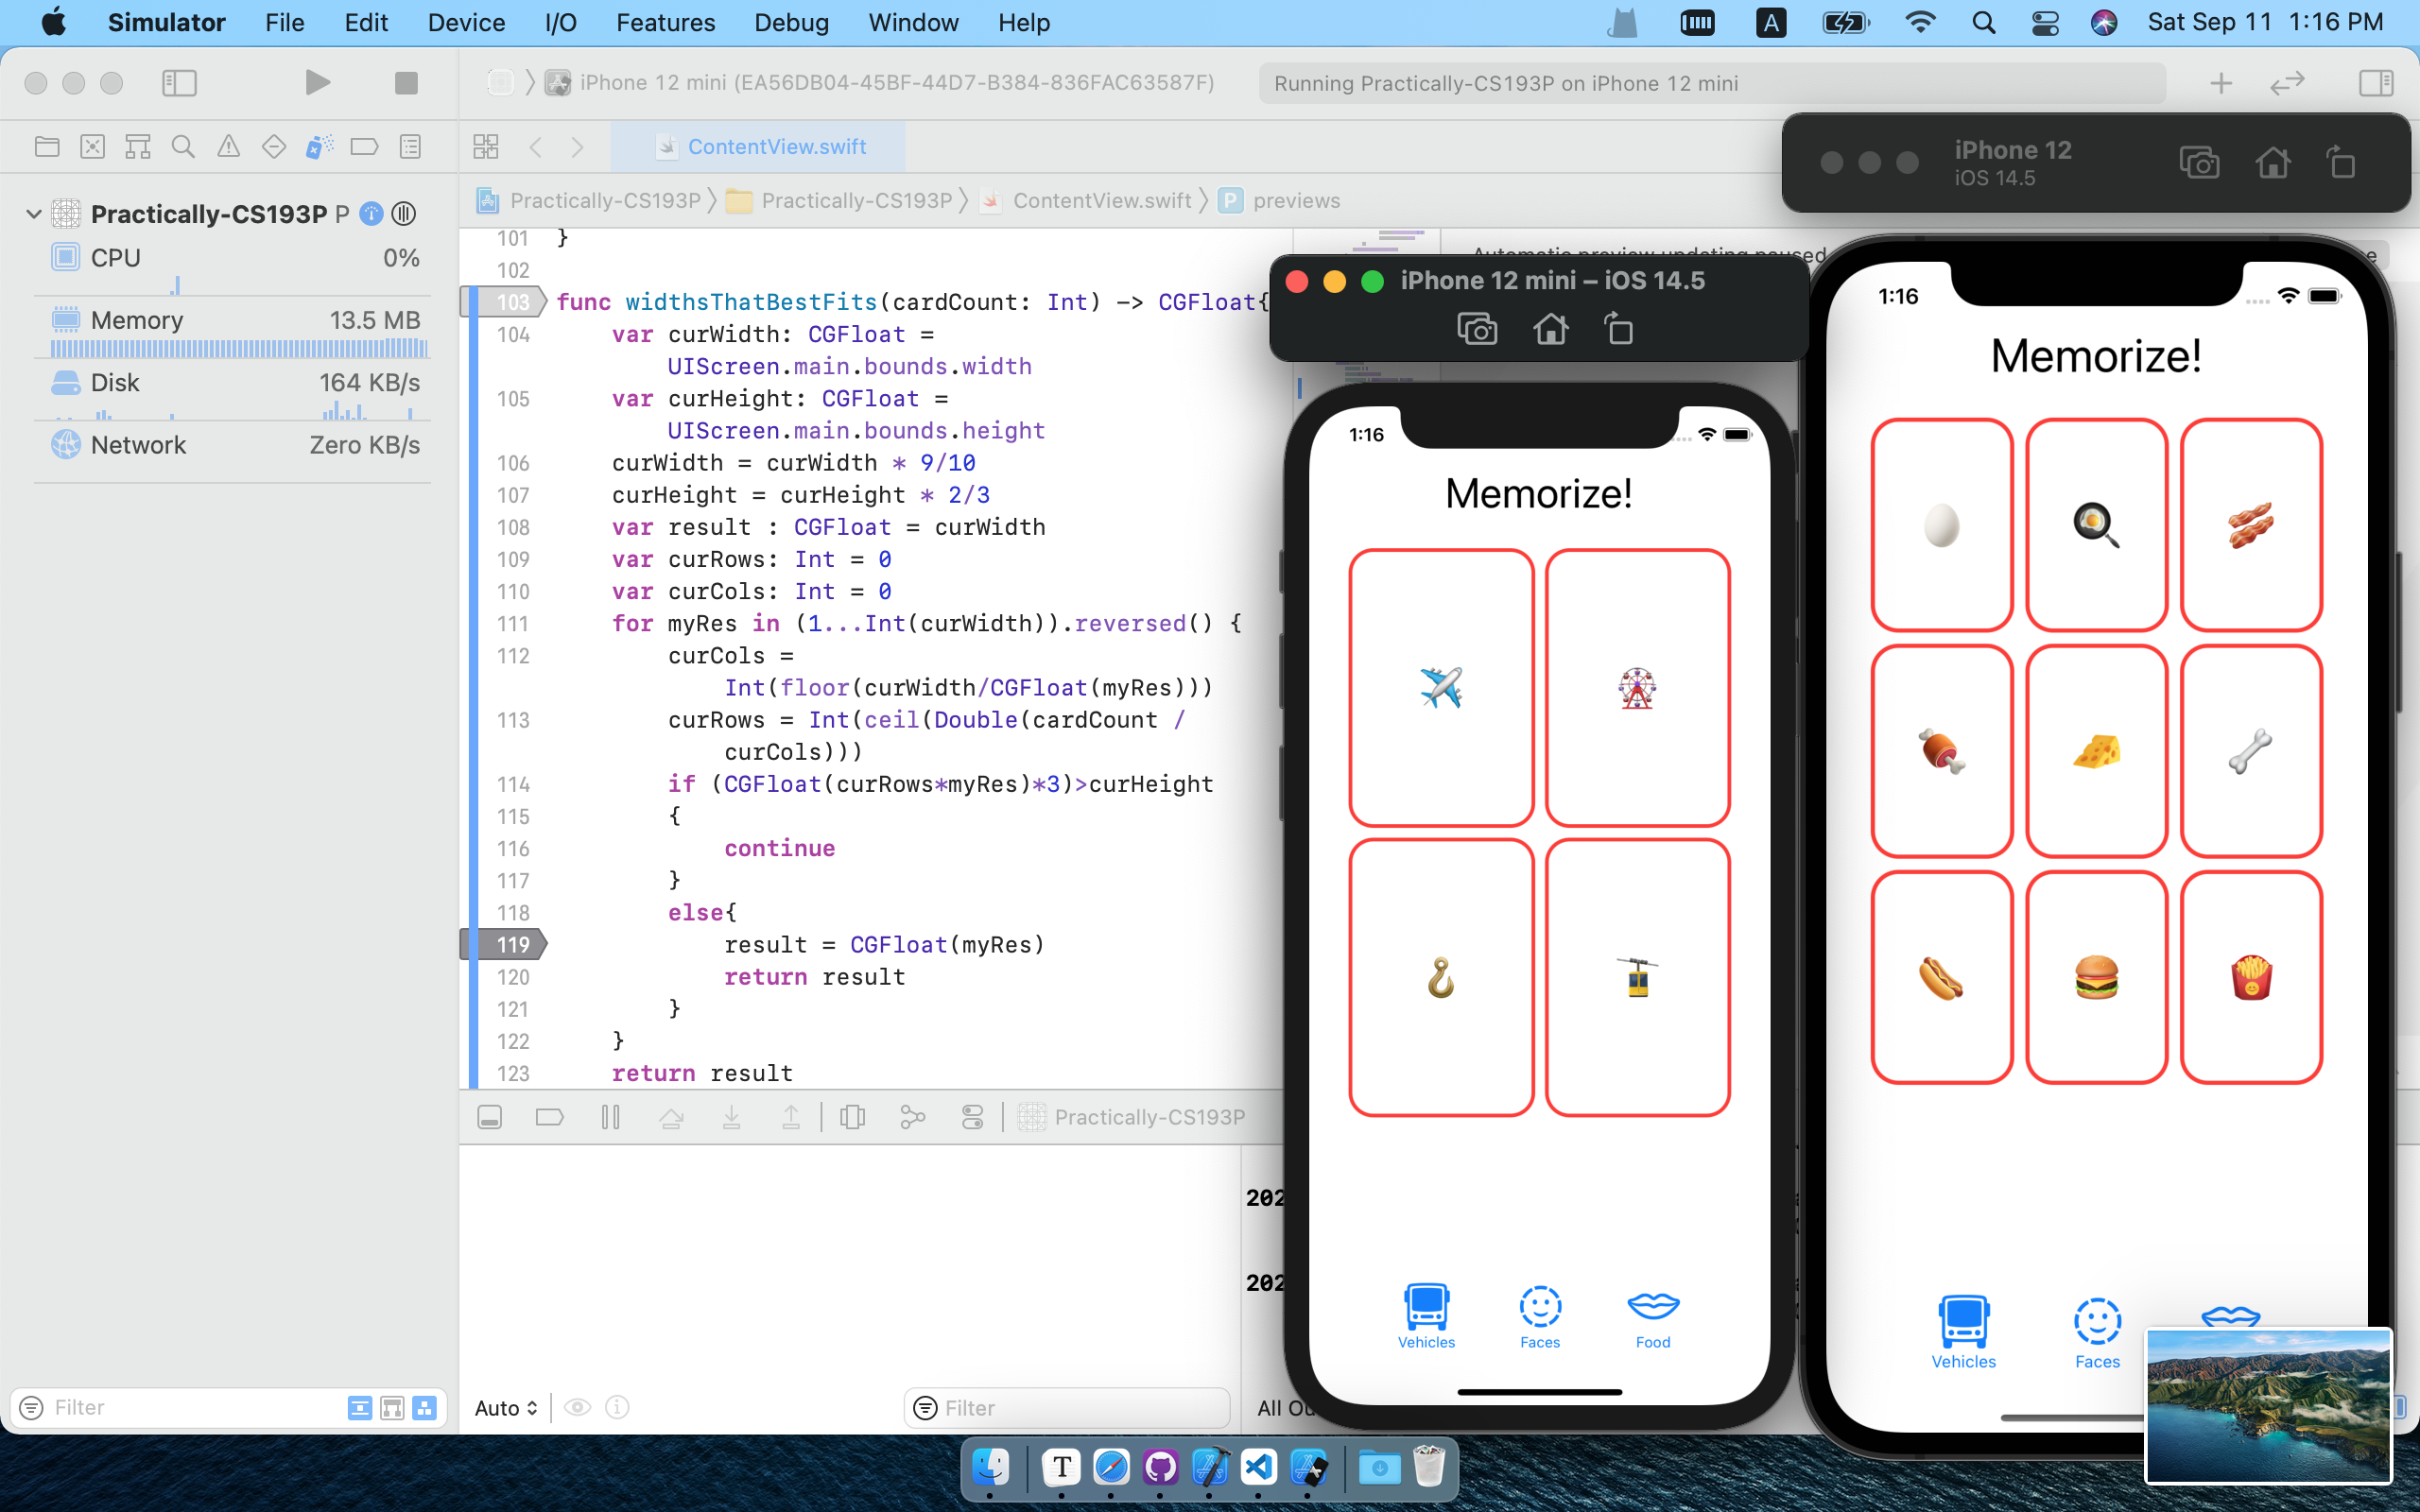 Simulator File Edit Device I/O Features Debug Window Help A Sat Sep 11 1:16 PM
iPhone 12 mini (EA56DB04-45BF-44D7-B384-836FAC63587F) Running Practically-CS193P on iPhone 12 mini
ContentView.swift
Practically-CS193P Practically-CS193P ContentView.swift P previews
Practically-CS193P P
CPU 0%
Memory 13.5 MB
Disk 164 KB/s
Network Zero KB/s
101 }
102
103 func widthsThatBestFits(cardCount: Int) -> CGFloat{
104 var curWidth: CGFloat =
UIScreen.main.bounds.width
105 var curHeight: CGFloat =
UIScreen.main.bounds.height
106 curWidth = curWidth * 9/10
107 curHeight = curHeight * 2/3
108 var result : CGFloat = curWidth
109 var curRows: Int = 0
110 var curCols: Int = 0
111 for myRes in (1...Int(curWidth)).reversed() {
112 curCols =
Int(floor(curWidth/CGFloat(myRes)))
113 curRows = Int(ceil(Double(cardCount /
curCols)))
114 if (CGFloat(curRows*myRes)*3)>curHeight
115 {
116 continue
117 }
118 else{
119 result = CGFloat(myRes)
120 return result
121 }
122 }
123 return result
Practically-CS193P
202
202
Auto Filter All Ou
Filter
Automatic preview updating paused
iPhone 12 mini – iOS 14.5
1:16
Memorize!
Vehicles Faces Food
iPhone 12
iOS 14.5
1:16
Memorize!
Vehicles Faces
T